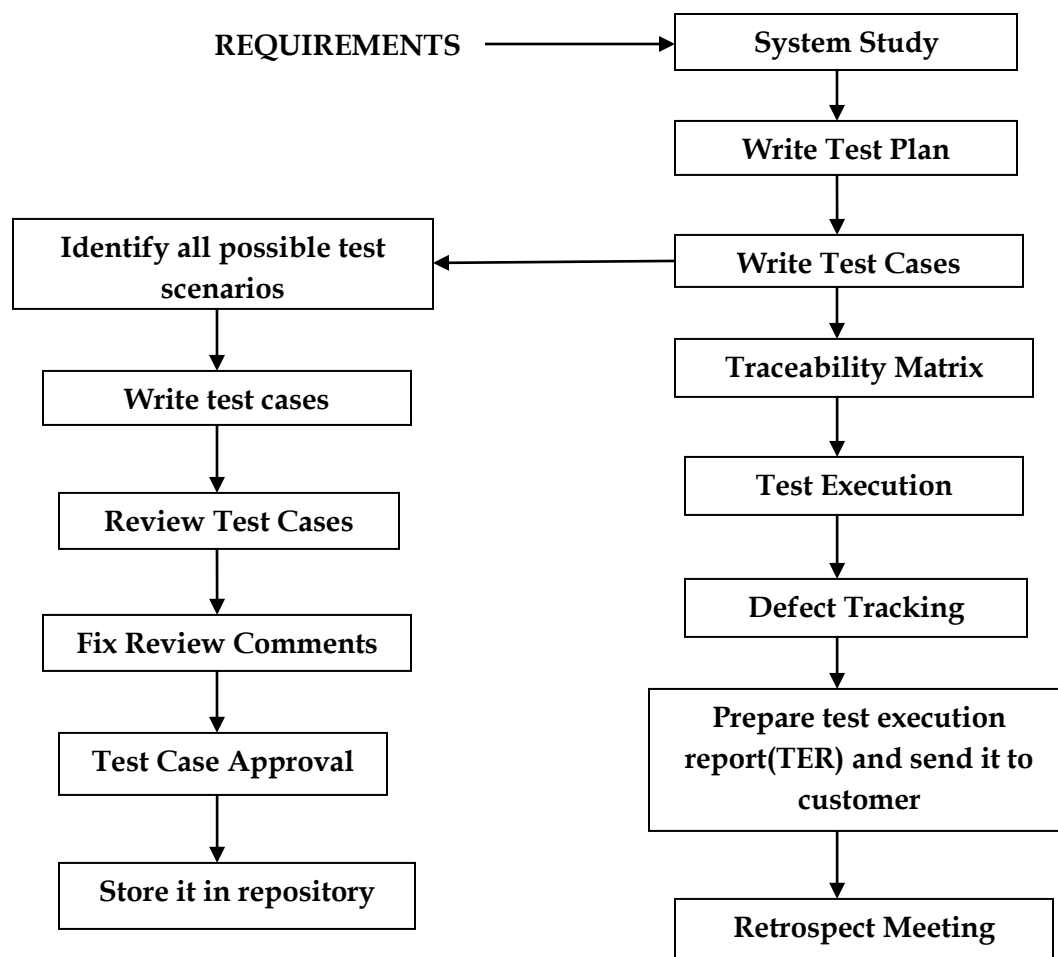 REQUIREMENTS
System Study
Write Test Plan
Write Test Cases
Traceability Matrix
Test Execution
Defect Tracking
Prepare test execution
report(TER) and send it to
customer
Retrospect Meeting
Identify all possible test
scenarios
Write test cases
Review Test Cases
Fix Review Comments
Test Case Approval
Store it in repository